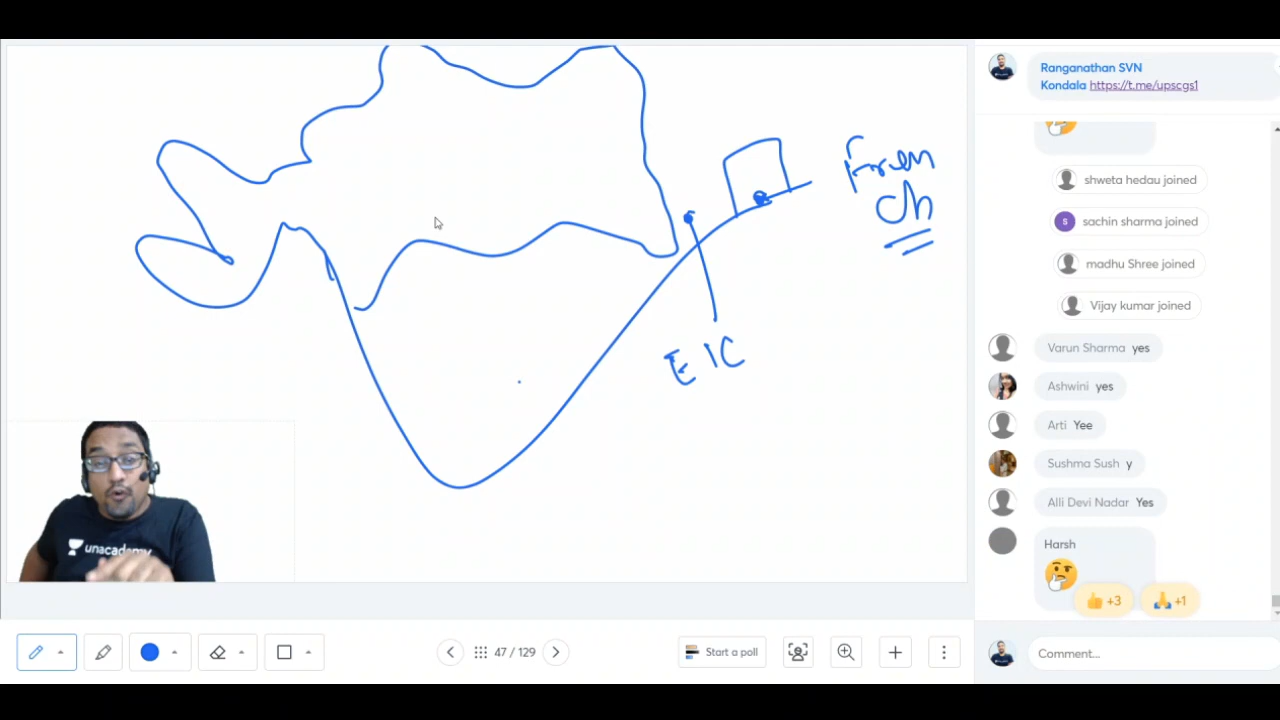 Fren
ch
EIC
unacademy
Ranganathan SVN
Kondala https://t.me/upscgs1
shweta hedau joined
S
sachin sharma joined
madhu Shree joined
Vijay kumar joined
Varun Sharma yes
Ashwini yes
Arti Yee
Sushma Sush y
Alli Devi Nadar Yes
Harsh
+3
+1
47 / 129
Start a poll
Comment...